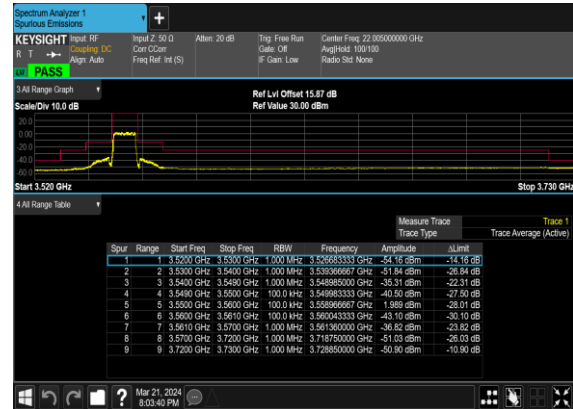 Spectrum Analyzer 1
Spurious Emissions
+
KEYSIGHT Input: RF Input Z: 50 Ω Atten: 20 dB Trig: Free Run Center Freq: 22.005000000 GHz
R T Coupling: DC Corr CCorr Gate: Off Avg|Hold: 100/100
Align: Auto Freq Ref: Int (S) IF Gain: Low Radio Std: None
LXI PASS
3 All Range Graph
Scale/Div 10.0 dB
Ref Lvl Offset 15.87 dB
Ref Value 30.00 dBm
20.0
0.00
-20.0
-40.0
-60.0
Start 3.520 GHz Stop 3.730 GHz
4 All Range Table
Measure Trace Trace 1
Trace Type Trace Average (Active)
Spur Range Start Freq Stop Freq RBW Frequency Amplitude ΔLimit
1 1 3.5200 GHz 3.5300 GHz 1.000 MHz 3.526683333 GHz -54.16 dBm -14.16 dB
2 2 3.5300 GHz 3.5400 GHz 1.000 MHz 3.539366667 GHz -51.84 dBm -26.84 dB
3 3 3.5400 GHz 3.5490 GHz 1.000 MHz 3.548985000 GHz -35.31 dBm -22.31 dB
4 4 3.5490 GHz 3.5500 GHz 100.0 kHz 3.549983333 GHz -40.50 dBm -27.50 dB
5 5 3.5500 GHz 3.5600 GHz 100.0 kHz 3.558966667 GHz 1.989 dBm -28.01 dB
6 6 3.5600 GHz 3.5610 GHz 100.0 kHz 3.560043333 GHz -43.10 dBm -30.10 dB
7 7 3.5610 GHz 3.5700 GHz 1.000 MHz 3.561360000 GHz -36.82 dBm -23.82 dB
8 8 3.5700 GHz 3.7200 GHz 1.000 MHz 3.718750000 GHz -51.03 dBm -26.03 dB
9 9 3.7200 GHz 3.7300 GHz 1.000 MHz 3.728850000 GHz -50.90 dBm -10.90 dB
? Mar 21, 2024
8:03:40 PM